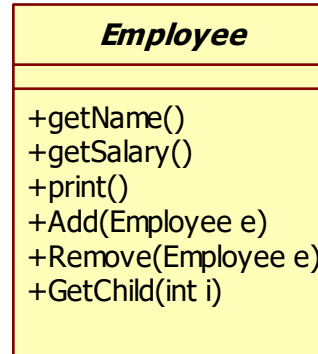 Employee
+getName()
+getSalary()
+print()
+Add(Employee e)
+Remove(Employee e)
+GetChild(int i)